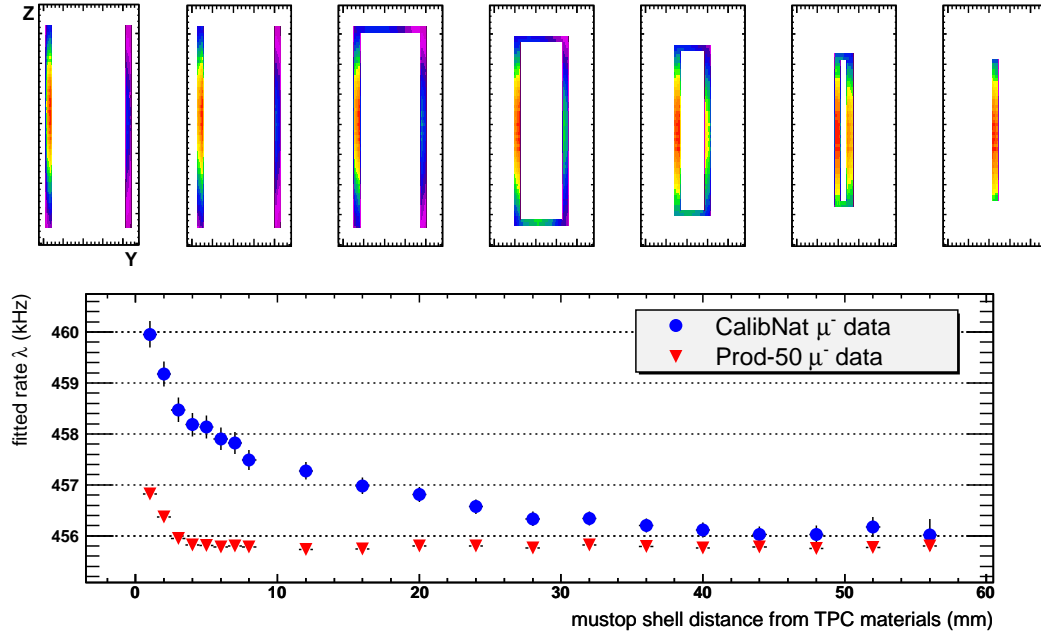 Z
Y
fitted rate λ (kHz)
460
459
458
457
456
CalibNat μ⁻ data
Prod-50 μ⁻ data
0 10 20 30 40 50 60
mustop shell distance from TPC materials (mm)